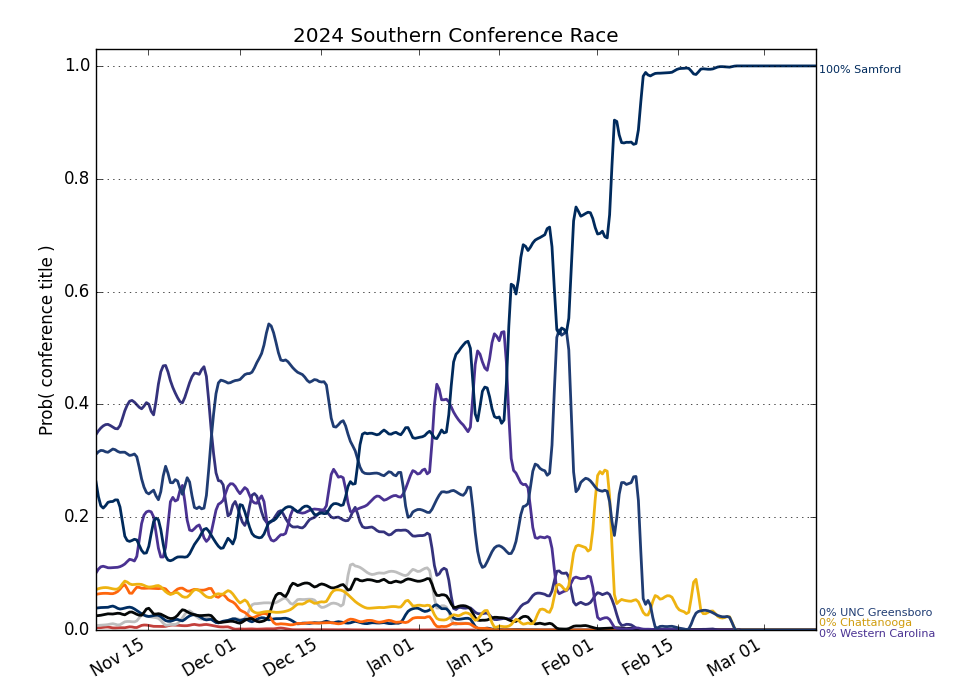 2024 Southern Conference Race
Prob( conference title )
1.0
0.8
0.6
0.4
0.2
0.0
Nov 15
Dec 01
Dec 15
Jan 01
Jan 15
Feb 01
Feb 15
Mar 01
100% Samford
0% UNC Greensboro
0% Chattanooga
0% Western Carolina